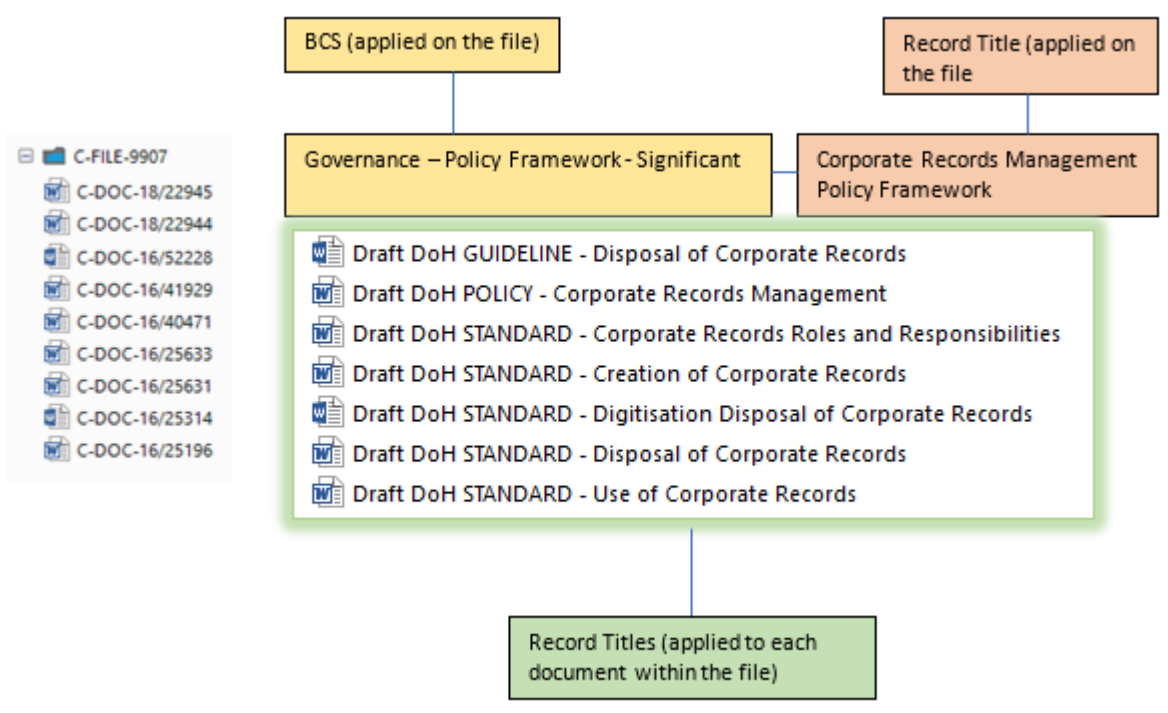 BCS (applied on the file)
Record Title (applied on
the file
C-FILE-9907
C-DOC-18/22945
C-DOC-18/22944
C-DOC-16/52228
C-DOC-16/41929
C-DOC-16/40471
C-DOC-16/25633
C-DOC-16/25631
C-DOC-16/25314
C-DOC-16/25196
Governance – Policy Framework - Significant
Corporate Records Management
Policy Framework
Draft DoH GUIDELINE - Disposal of Corporate Records
Draft DoH POLICY - Corporate Records Management
Draft DoH STANDARD - Corporate Records Roles and Responsibilities
Draft DoH STANDARD - Creation of Corporate Records
Draft DoH STANDARD - Digitisation Disposal of Corporate Records
Draft DoH STANDARD - Disposal of Corporate Records
Draft DoH STANDARD - Use of Corporate Records
Record Titles (applied to each
document within the file)